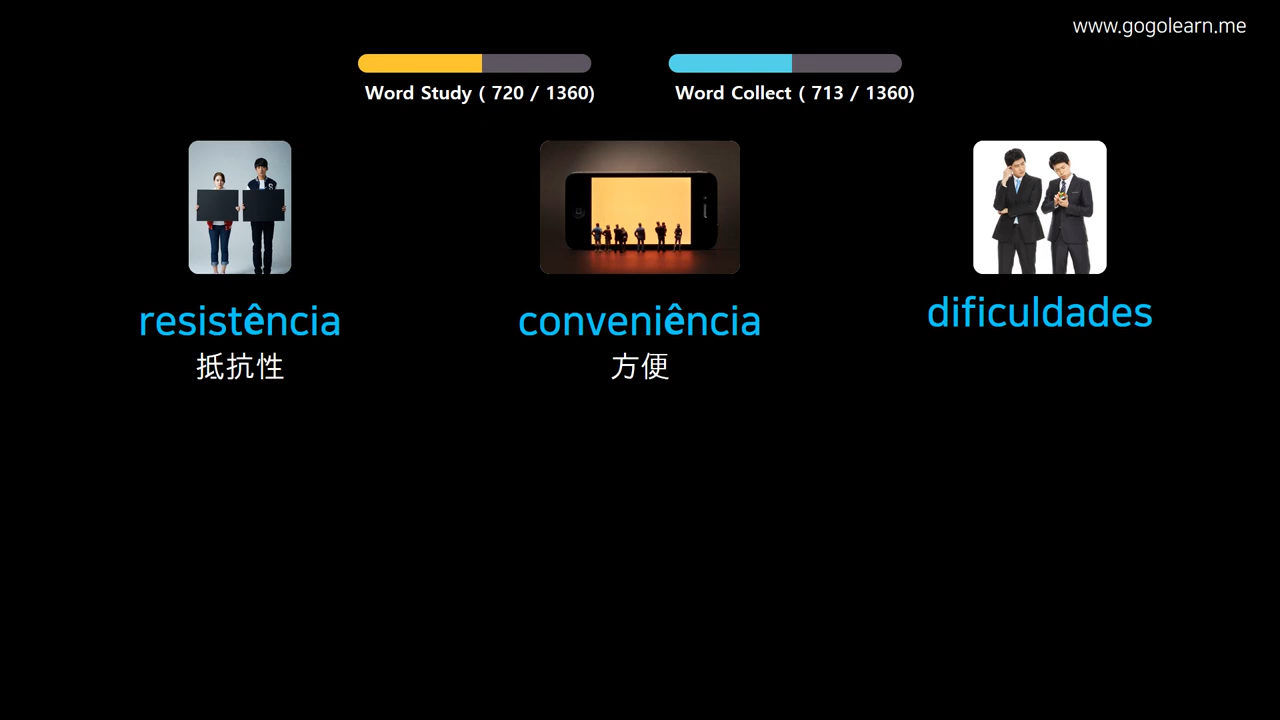 www.gogolearn.me
Word Study ( 720 / 1360)
Word Collect ( 713 / 1360)
resistência
抵抗性
conveniência
方便
dificuldades